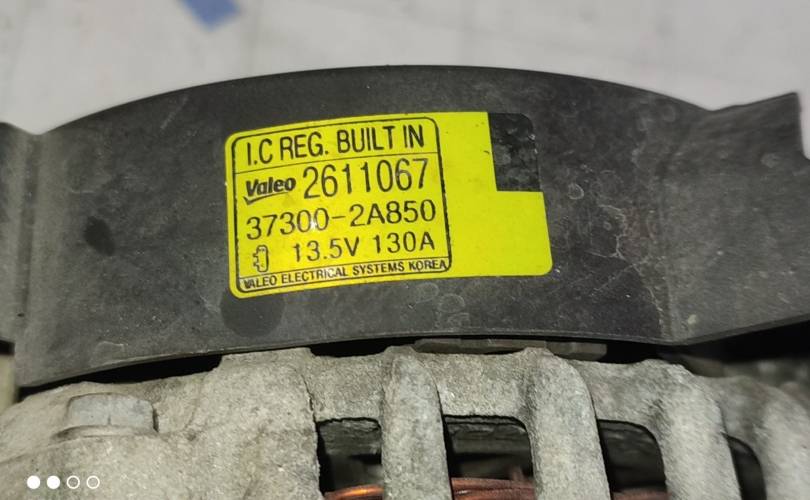 I.C REG. BUILT IN
Valeo 2611067
37300-2A850
13.5V 130A
VALEO ELECTRICAL SYSTEMS KOREA